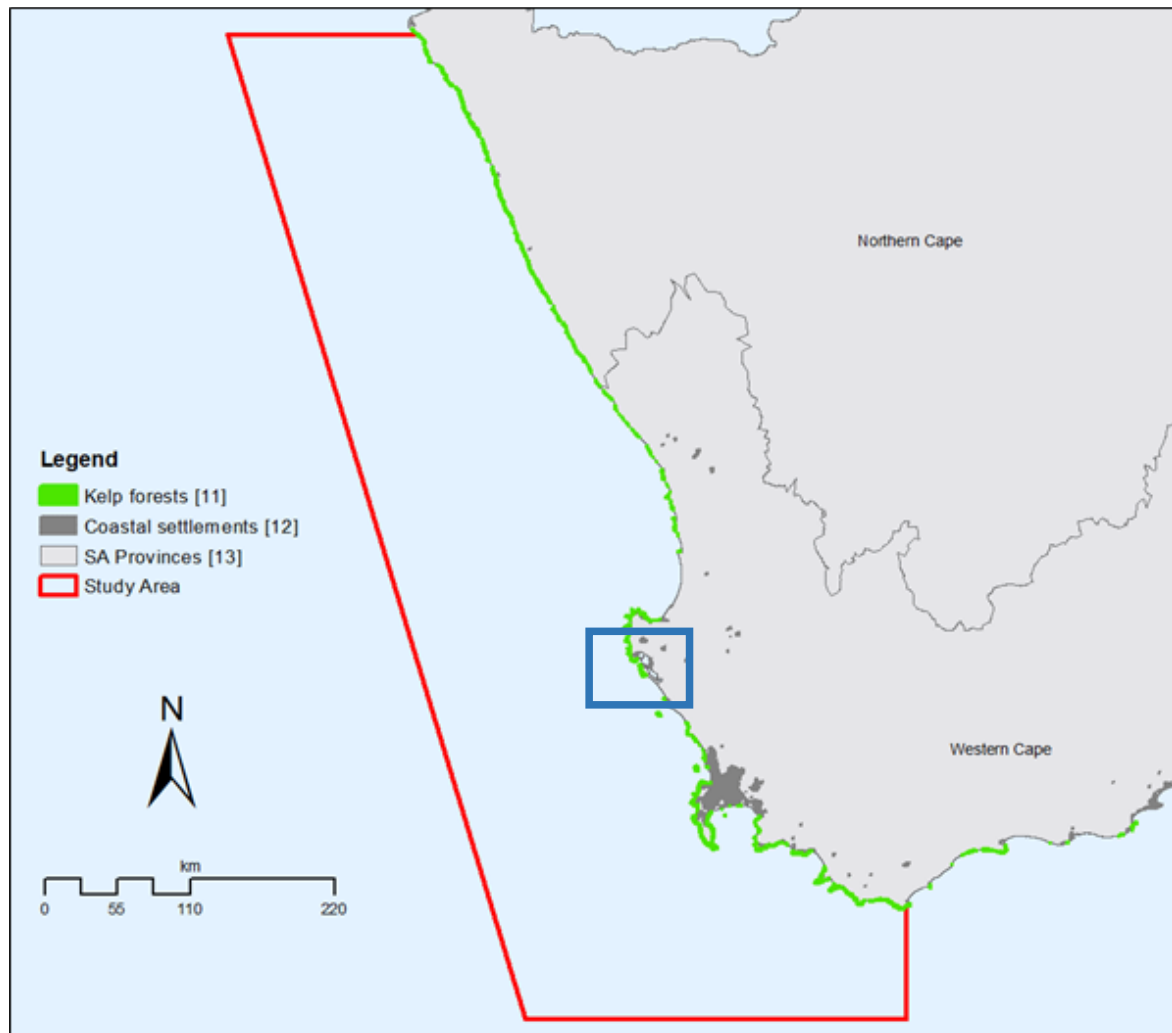 Northern Cape
Legend
Kelp forests [11]
Coastal settlements [12]
SA Provinces [13]
Study Area
N
Western Cape
km
0 55 110 220